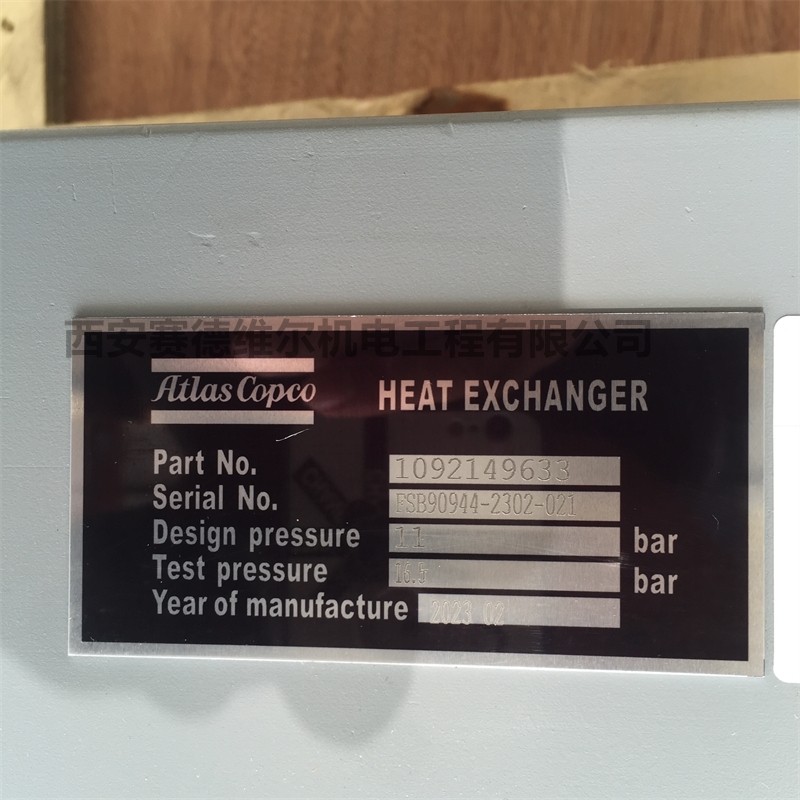 西安赛德维尔机电工程有限公司
Atlas Copco HEAT EXCHANGER
Part No. 1092149633
Serial No. FSB90944-2302-021
Design pressure 11 bar
Test pressure 16.5 bar
Year of manufacture 2023 02